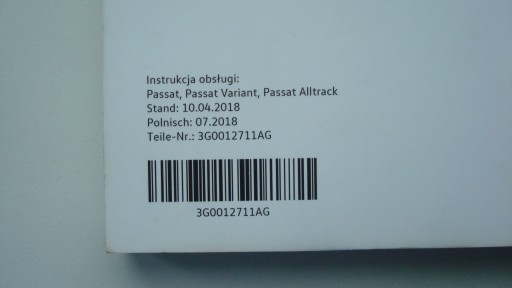 Instrukcja obsługi:
Passat, Passat Variant, Passat Alltrack
Stand: 10.04.2018
Polnisch: 07.2018
Teile-Nr.: 3G0012711AG
3G0012711AG